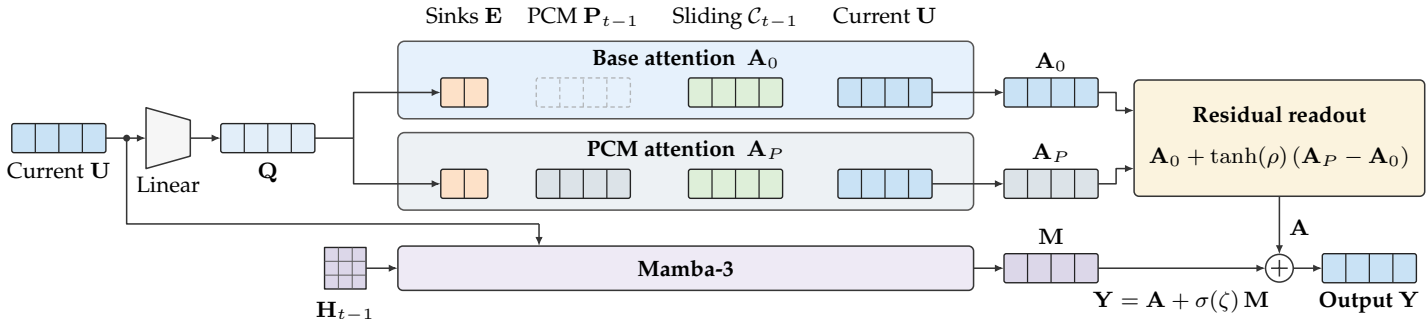 Sinks E
PCM P_{t−1}
Sliding C_{t−1}
Current U
Base attention A_0
A_0
Residual readout
A_0 + tanh(ρ) (A_P − A_0)
Current U
Linear
Q
PCM attention A_P
A_P
A
H_{t−1}
Mamba-3
M
Y = A + σ(ζ) M
+
Output Y